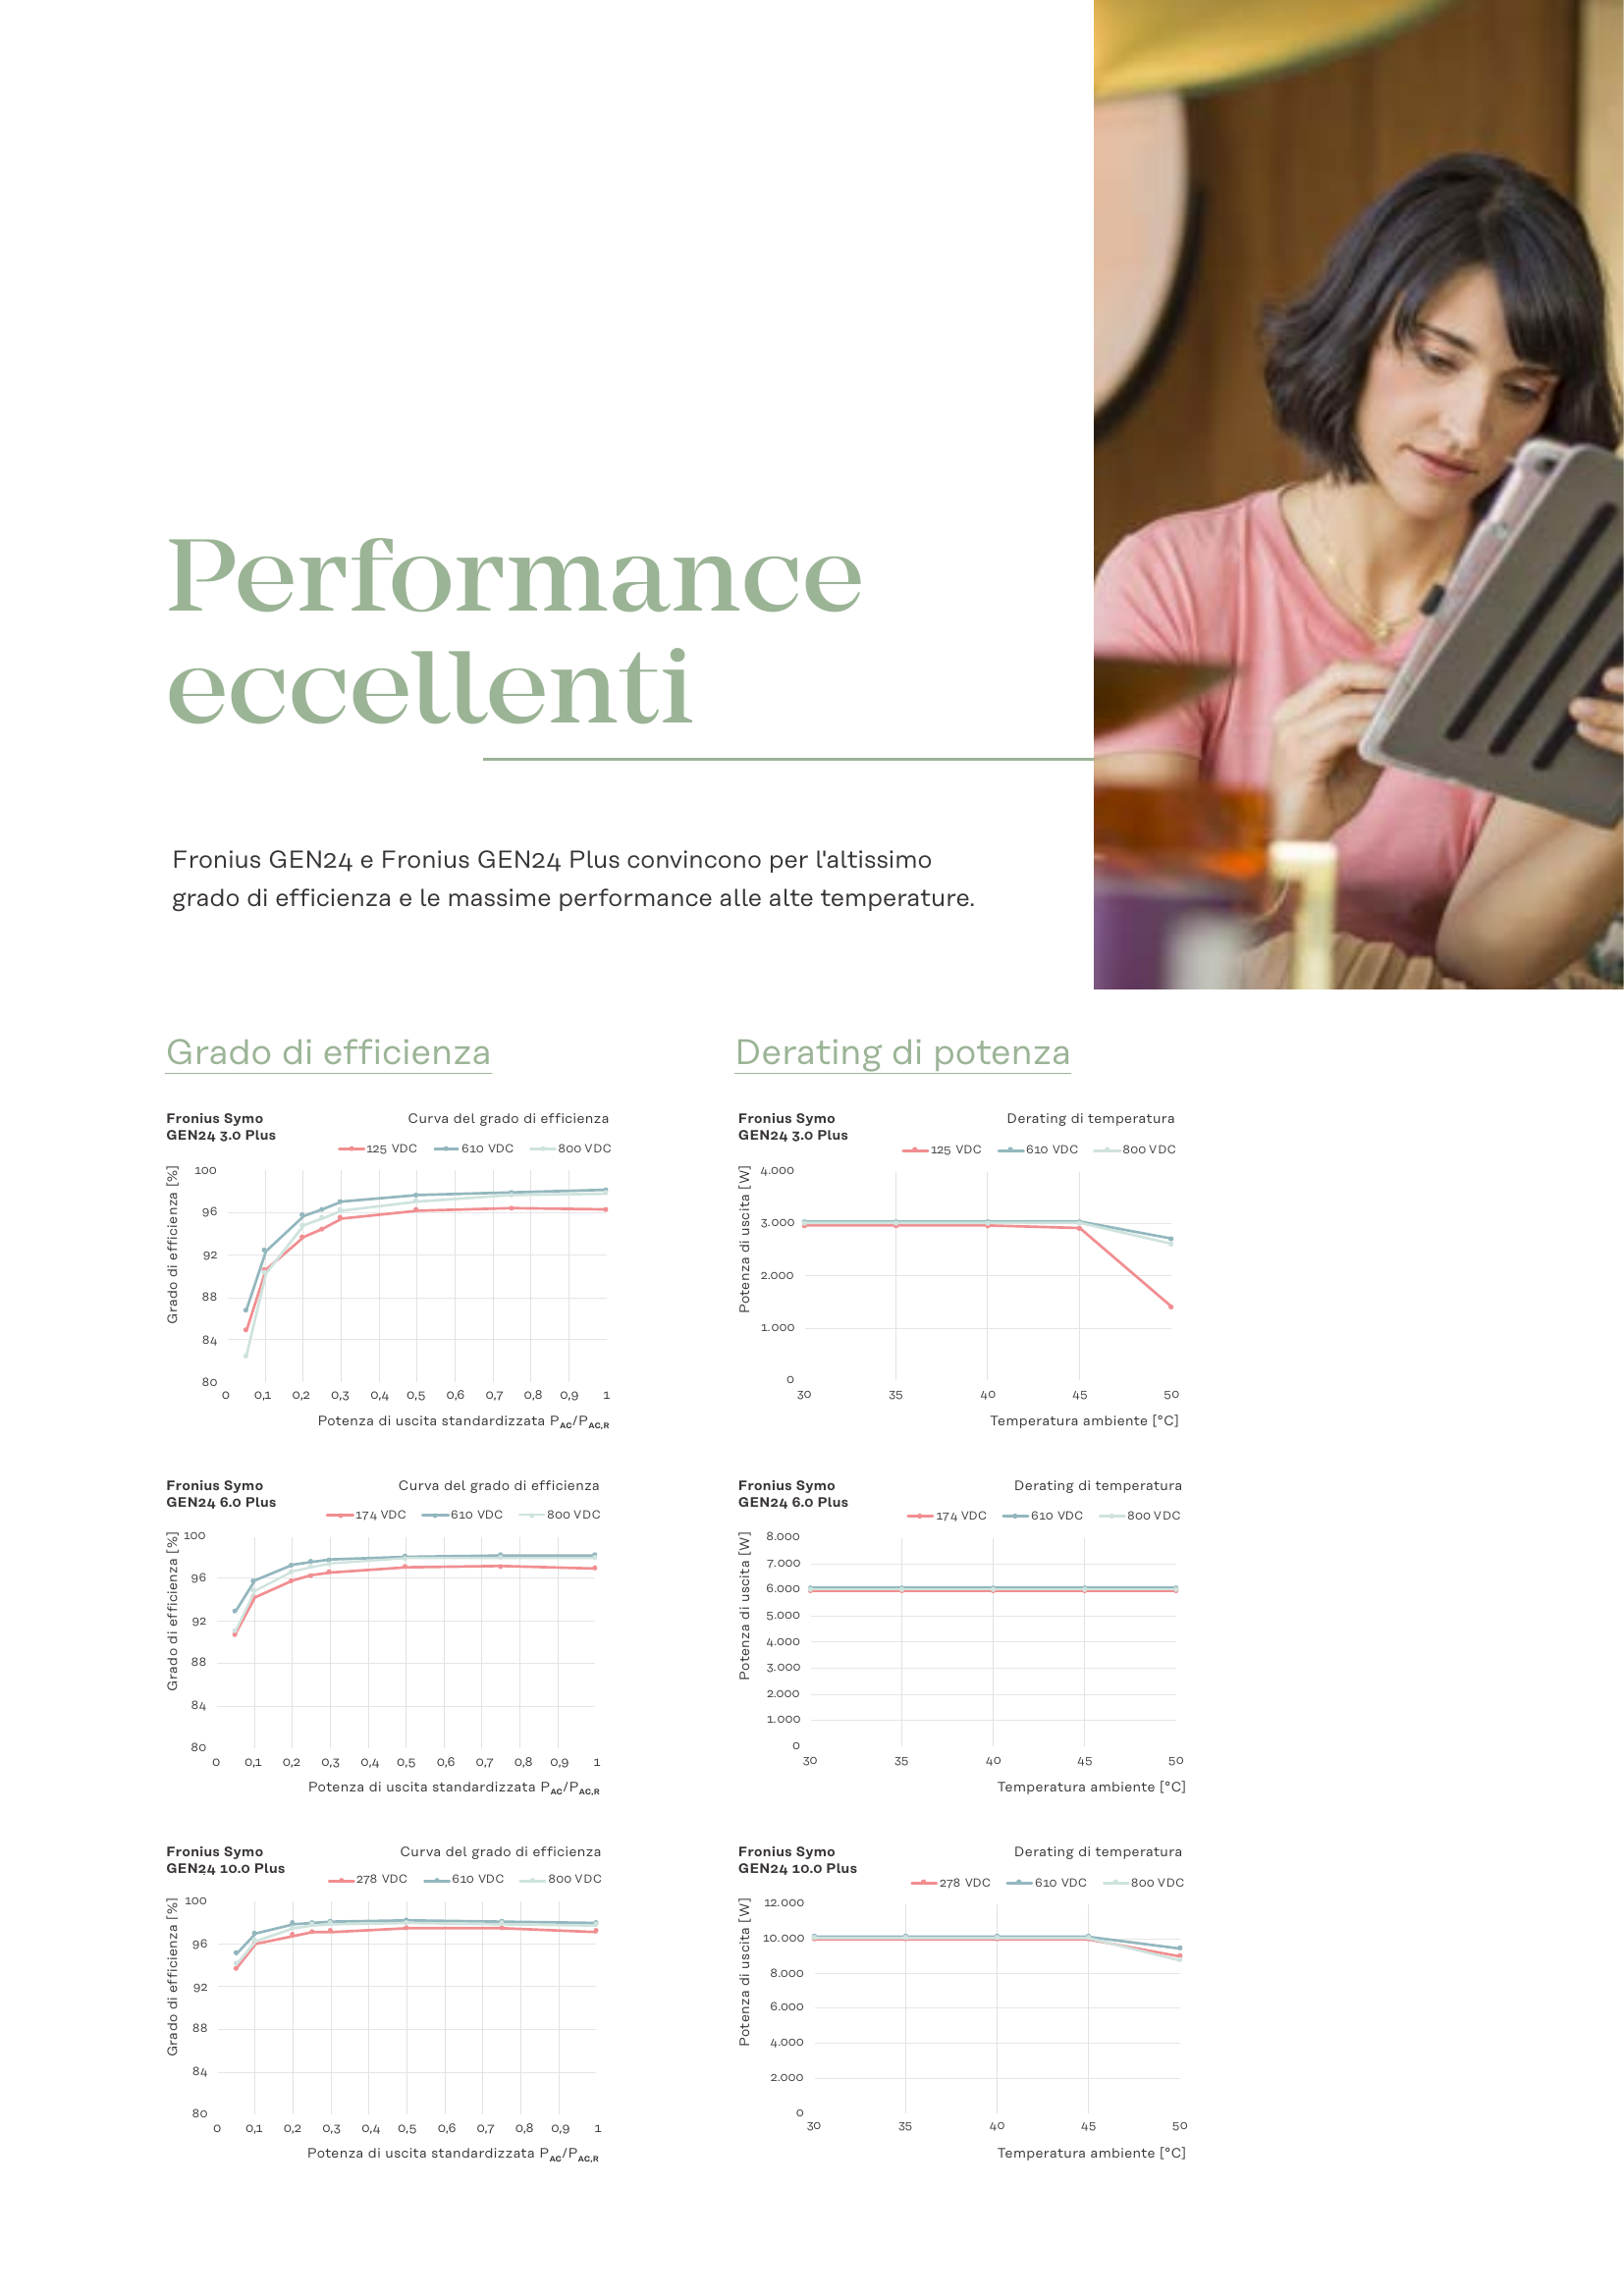 Performance
eccellenti
Fronius GEN24 e Fronius GEN24 Plus convincono per l'altissimo
grado di efficienza e le massime performance alle alte temperature.
Grado di efficienza
Fronius Symo
GEN24 3.0 Plus
Curva del grado di efficienza
125 VDC 610 VDC 800 VDC
Grado di efficienza [%]
100
96
92
88
84
80
0 0,1 0,2 0,3 0,4 0,5 0,6 0,7 0,8 0,9 1
Potenza di uscita standardizzata PAC/PAC,R
Fronius Symo
GEN24 6.0 Plus
Curva del grado di efficienza
174 VDC 610 VDC 800 VDC
Grado di efficienza [%]
100
96
92
88
84
80
0 0,1 0,2 0,3 0,4 0,5 0,6 0,7 0,8 0,9 1
Potenza di uscita standardizzata PAC/PAC,R
Fronius Symo
GEN24 10.0 Plus
Curva del grado di efficienza
278 VDC 610 VDC 800 VDC
Grado di efficienza [%]
100
96
92
88
84
80
0 0,1 0,2 0,3 0,4 0,5 0,6 0,7 0,8 0,9 1
Potenza di uscita standardizzata PAC/PAC,R
Derating di potenza
Fronius Symo
GEN24 3.0 Plus
Derating di temperatura
125 VDC 610 VDC 800 VDC
Potenza di uscita [W]
4.000
3.000
2.000
1.000
0
30 35 40 45 50
Temperatura ambiente [°C]
Fronius Symo
GEN24 6.0 Plus
Derating di temperatura
174 VDC 610 VDC 800 VDC
Potenza di uscita [W]
8.000
7.000
6.000
5.000
4.000
3.000
2.000
1.000
0
30 35 40 45 50
Temperatura ambiente [°C]
Fronius Symo
GEN24 10.0 Plus
Derating di temperatura
278 VDC 610 VDC 800 VDC
Potenza di uscita [W]
12.000
10.000
8.000
6.000
4.000
2.000
0
30 35 40 45 50
Temperatura ambiente [°C]